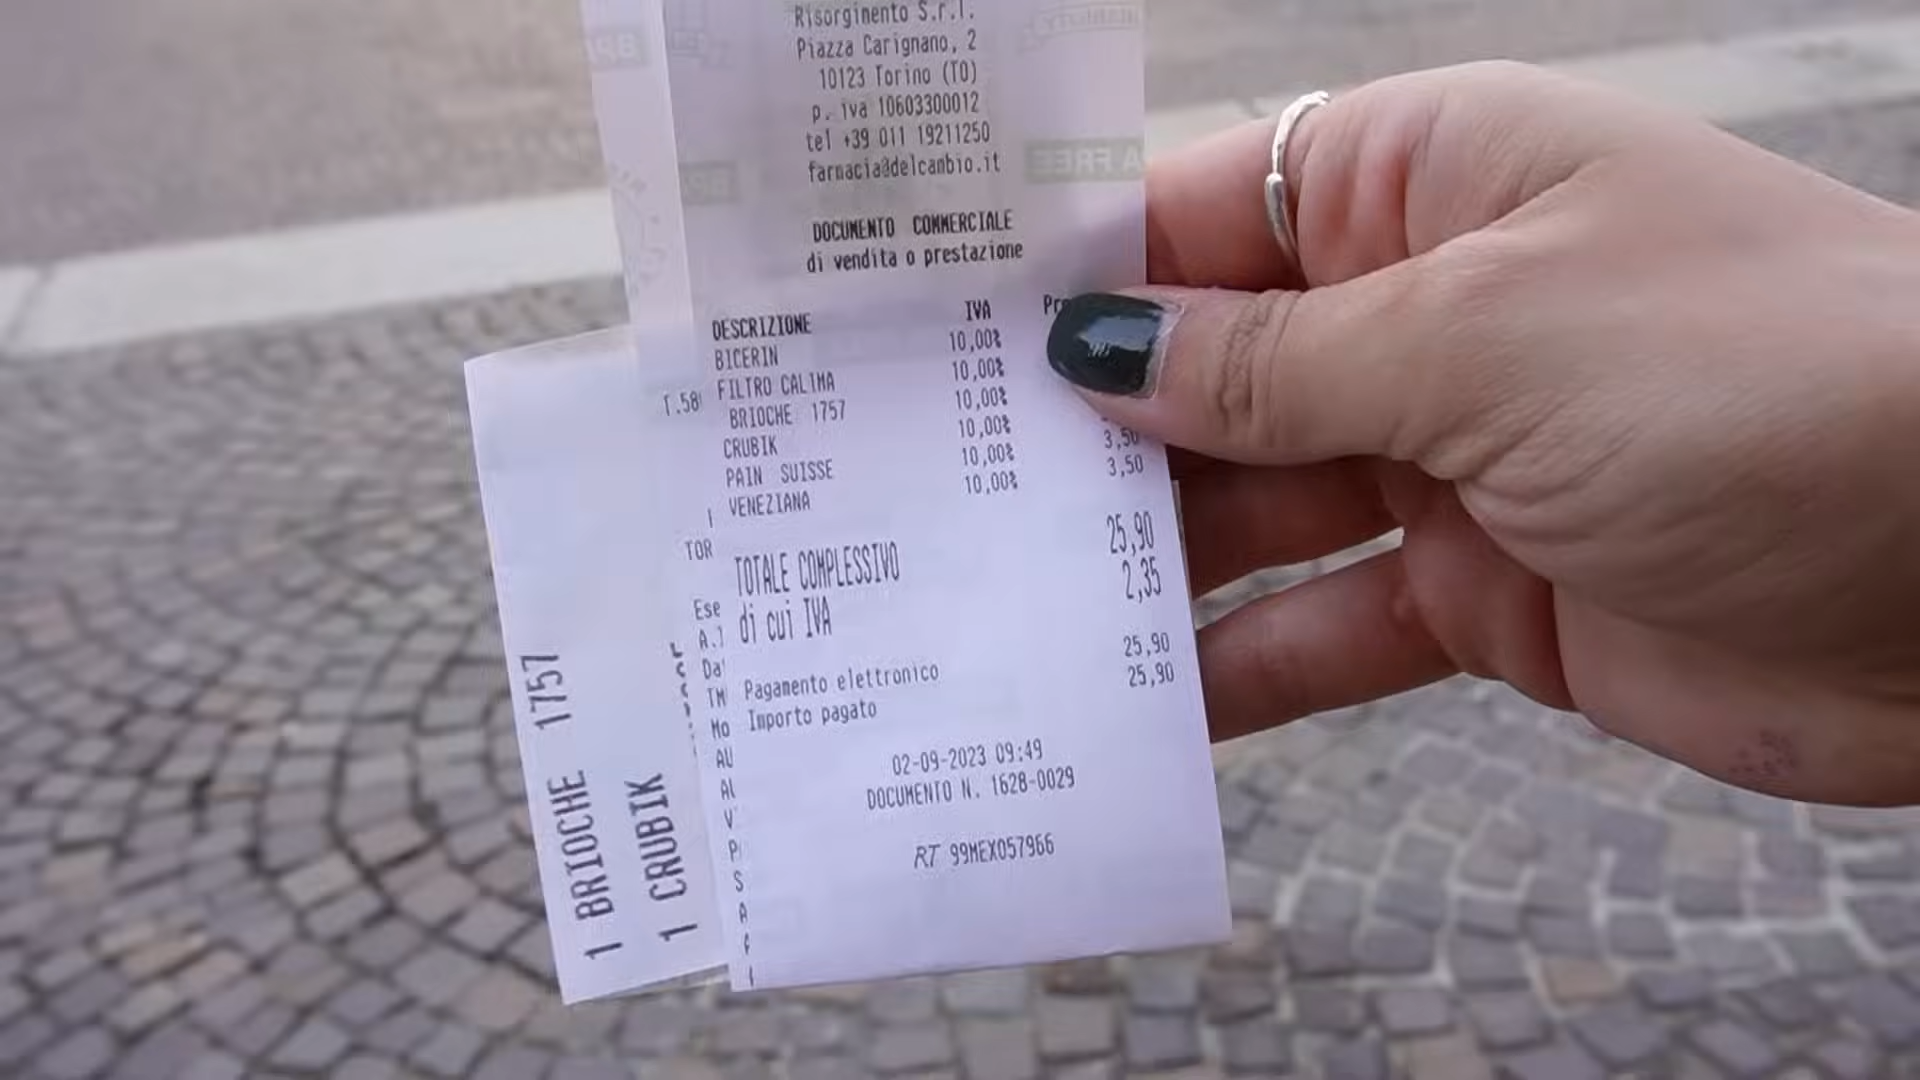 Risorgimento S.r.l.
Piazza Carignano, 2
10123 Torino (TO)
p. iva 10603300012
tel +39 011 19211250
farmacia@delcambio.it
A FREE
DOCUMENTO COMMERCIALE
di vendita o prestazione
DESCRIZIONE IVA
BICERIN 10,00%
FILTRO CALIMA 10,00%
BRIOCHE 1757 10,00%
CRUBIK 10,00% 3,50
PAIN SUISSE 10,00% 3,50
VENEZIANA 10,00%
TOTALE COMPLESSIVO 25,90
di cui IVA 2,35
Pagamento elettronico 25,90
Importo pagato 25,90
02-09-2023 09:49
DOCUMENTO N. 1628-0029
RT 99MEX057966
TOR
Ese
1 BRIOCHE 1757
1 CRUBIK